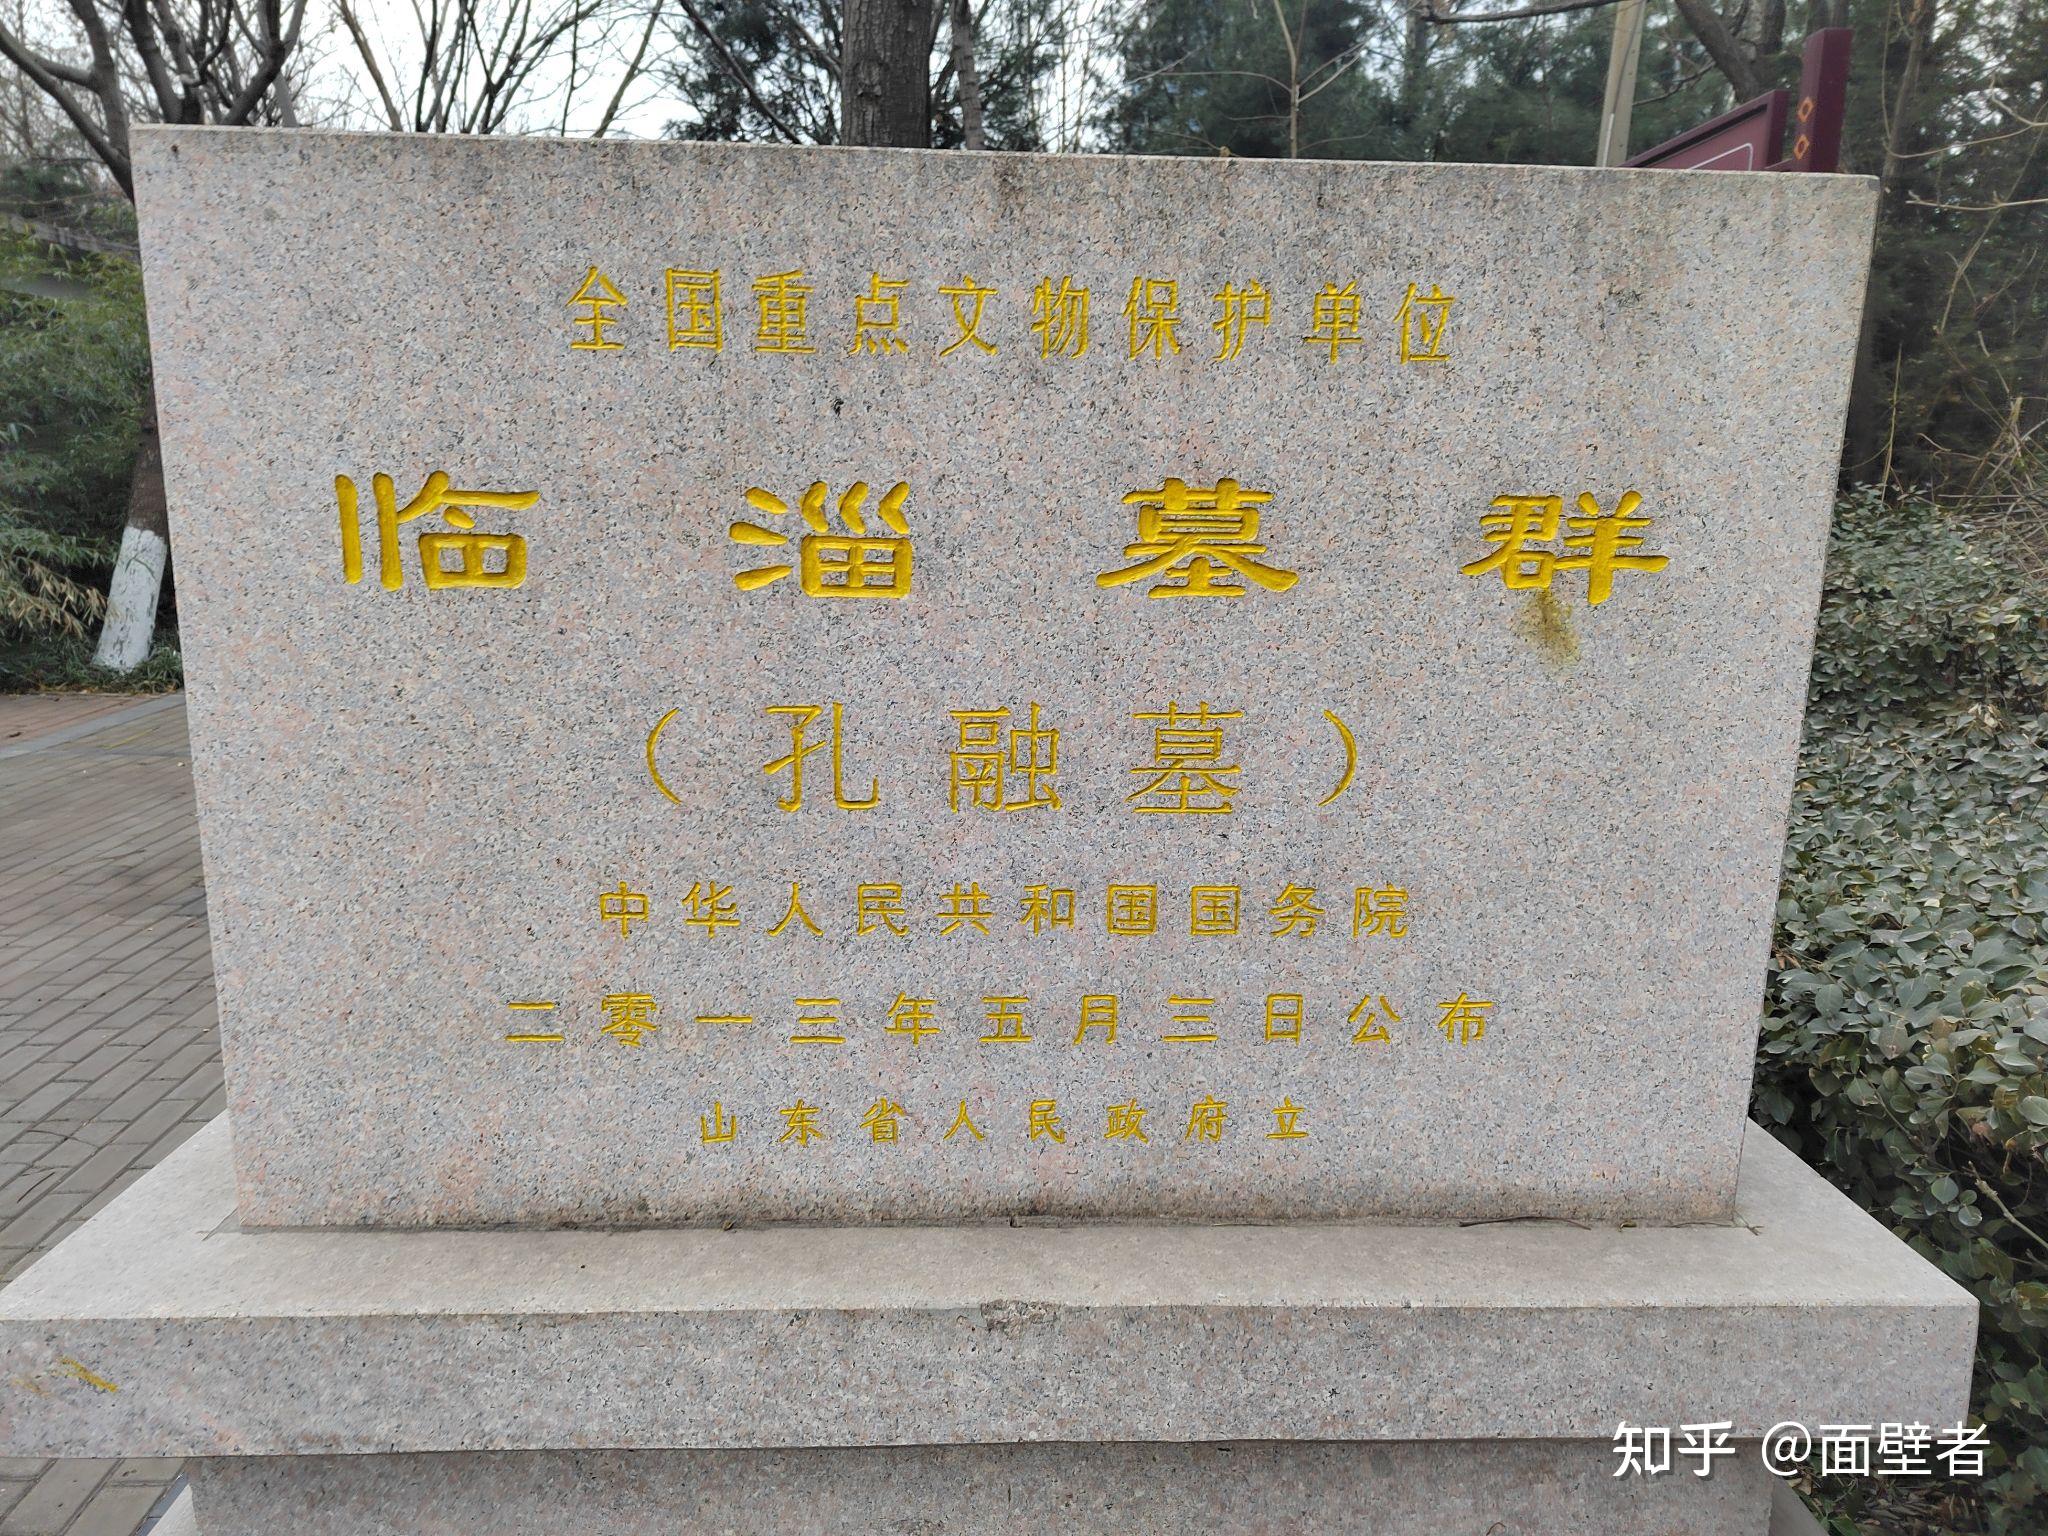 全国重点文物保护单位
临淄墓群
（孔融墓）
中华人民共和国国务院
二零一三年五月三日公布
山东省人民政府立
知乎 @面壁者